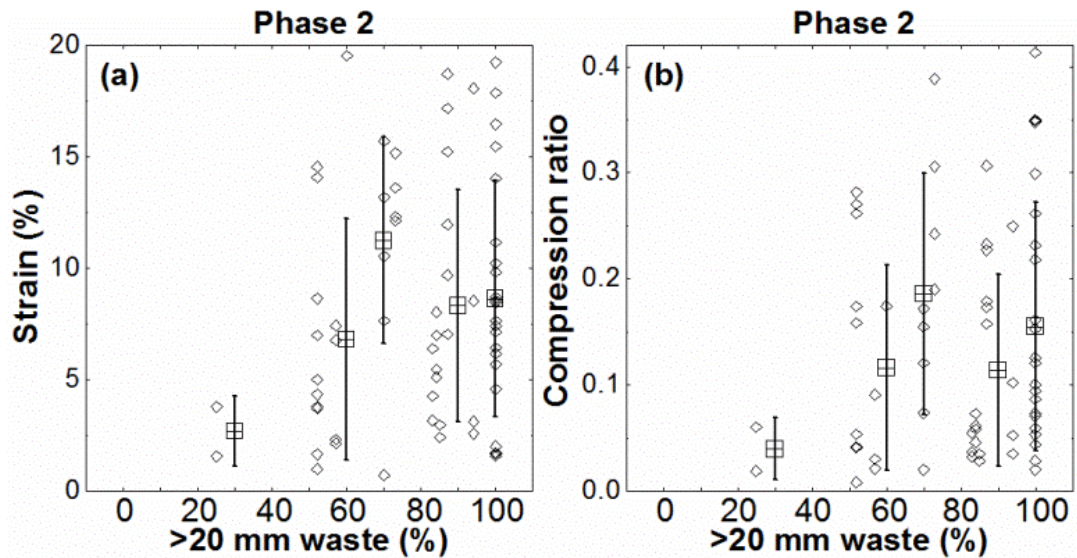 Phase 2
(a)
Strain (%)
20
15
10
5
0
0 20 40 60 80 100
>20 mm waste (%)
Phase 2
(b)
Compression ratio
0.4
0.3
0.2
0.1
0.0
0 20 40 60 80 100
>20 mm waste (%)